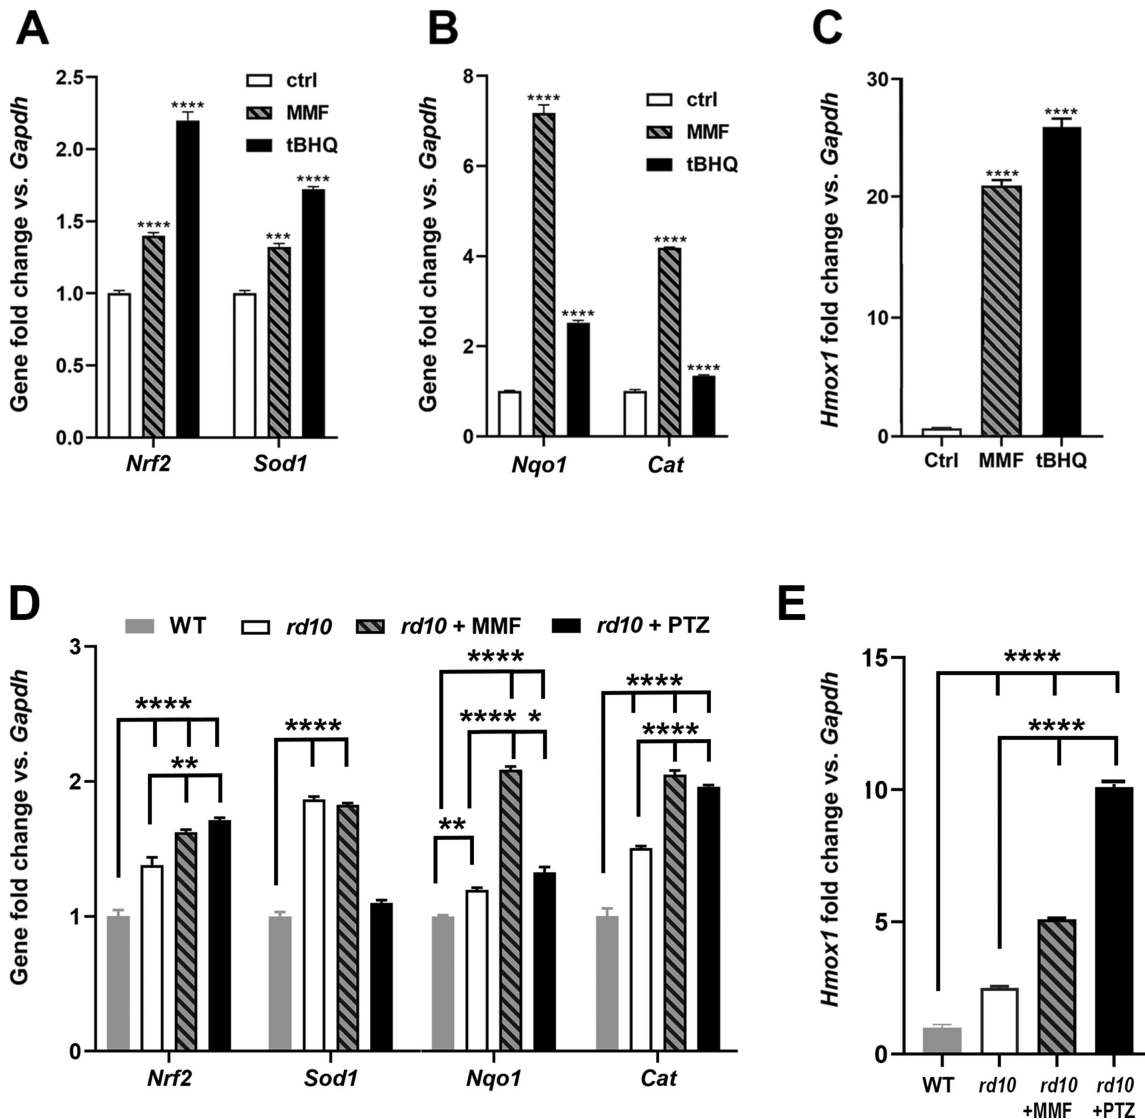 A
Gene fold change vs. Gapdh
2.5
2.0
1.5
1.0
0.5
0.0
ctrl
MMF
tBHQ
****
****
***
****
Nrf2 Sod1
B
Gene fold change vs. Gapdh
8
6
4
2
0
ctrl
MMF
tBHQ
****
****
****
****
Nqo1 Cat
C
Hmox1 fold change vs. Gapdh
30
20
10
0
****
****
Ctrl MMF tBHQ
D
WT rd10 rd10 + MMF rd10 + PTZ
Gene fold change vs. Gapdh
3
2
1
0
****
**
****
****
**** *
**
****
****
Nrf2 Sod1 Nqo1 Cat
E
Hmox1 fold change vs. Gapdh
15
10
5
0
****
****
WT rd10 rd10 rd10
+MMF +PTZ